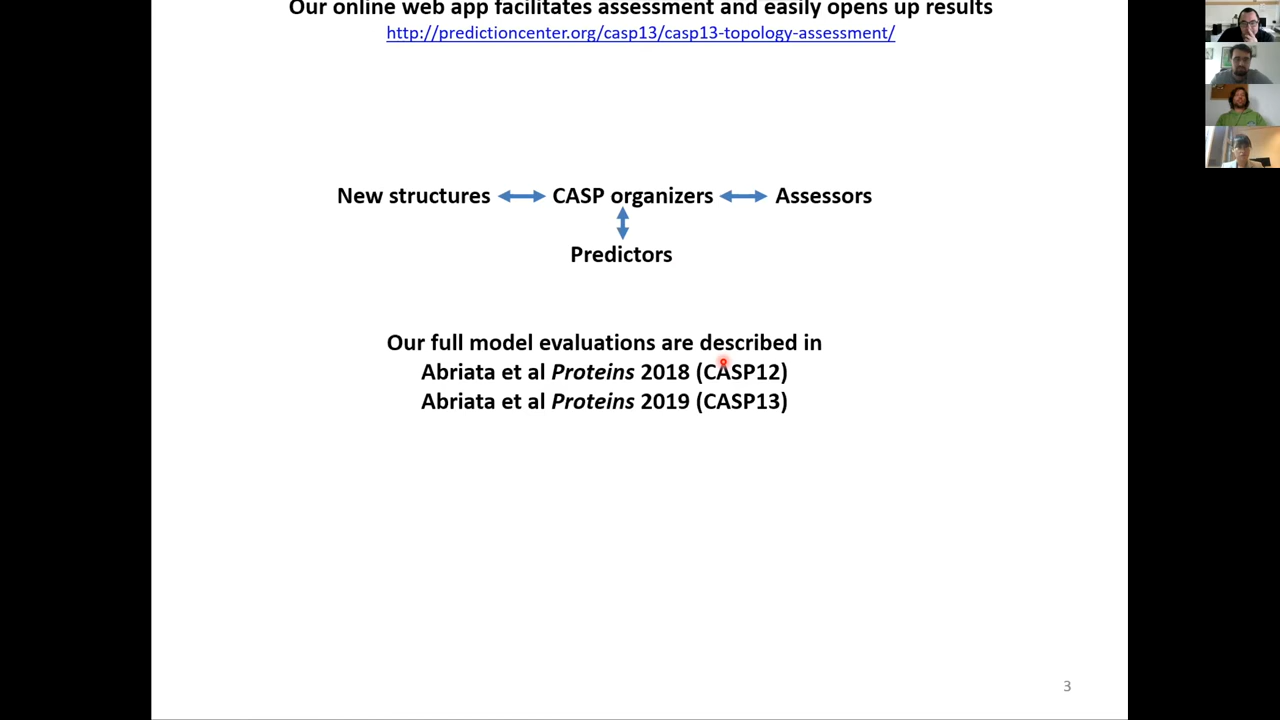 Our online web app facilitates assessment and easily opens up results
http://predictioncenter.org/casp13/casp13-topology-assessment/
New structures CASP organizers Assessors
Predictors
Our full model evaluations are described in
Abriata et al Proteins 2018 (CASP12)
Abriata et al Proteins 2019 (CASP13)
3